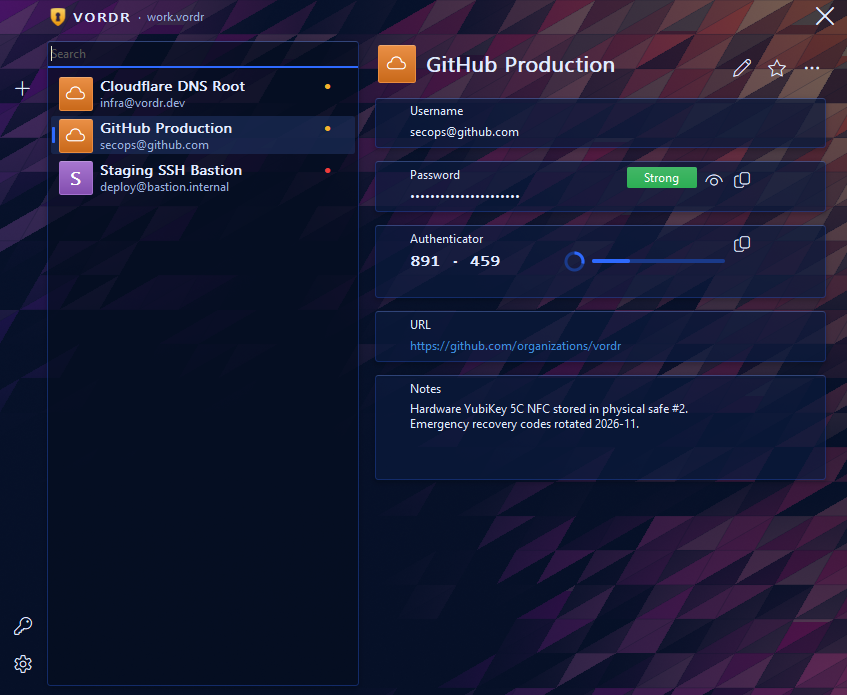 VORDR · work.vordr
Search
Cloudflare DNS Root
infra@vordr.dev
GitHub Production
secops@github.com
S
Staging SSH Bastion
deploy@bastion.internal
GitHub Production
Username
secops@github.com
Password
Strong
••••••••••••••••••••••
Authenticator
891 - 459
URL
https://github.com/organizations/vordr
Notes
Hardware YubiKey 5C NFC stored in physical safe #2.
Emergency recovery codes rotated 2026-11.